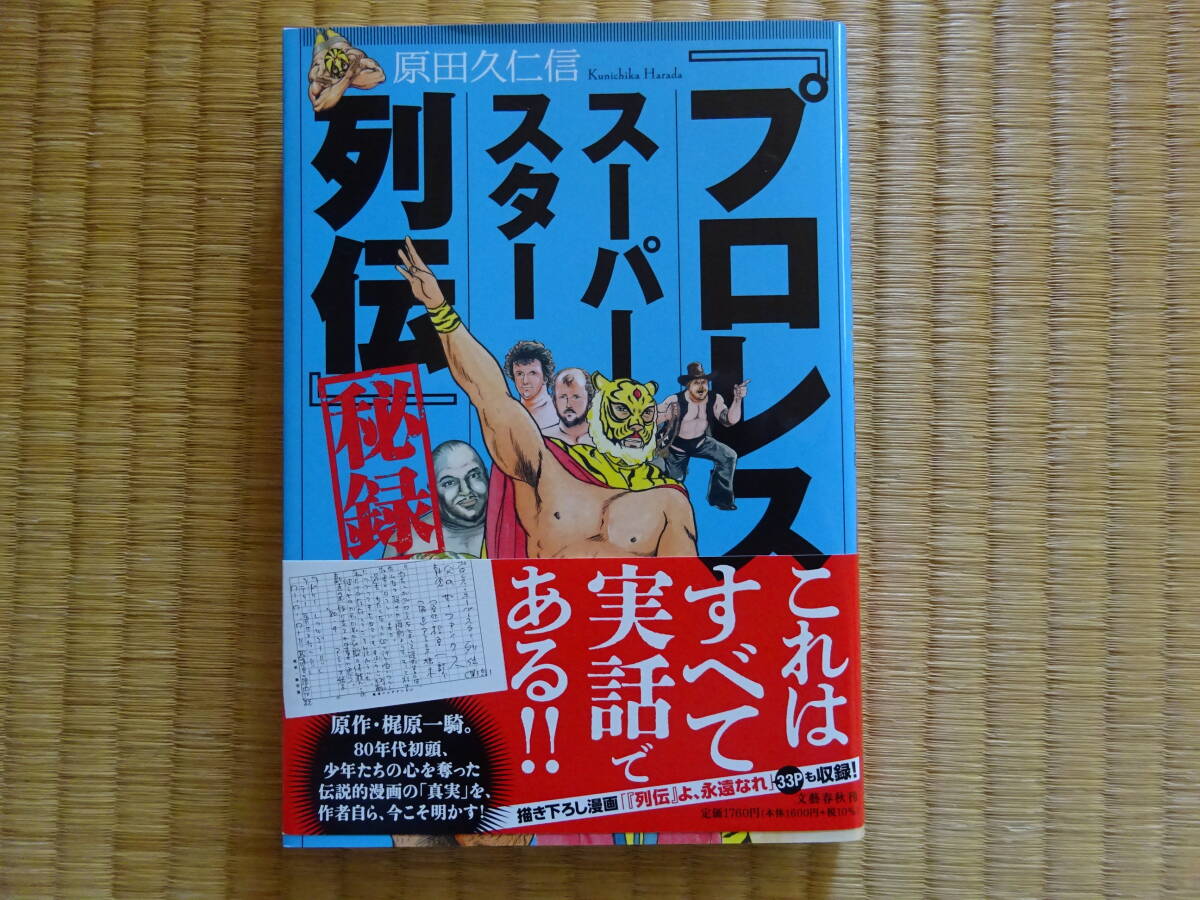 原田久仁信
Kunichika Harada
『プロレス
スーパー
スター
列伝』
秘録
これは
すべて
実話で
ある!!
原作・梶原一騎。
80年代初頭、
少年たちの心を奪った
伝説的漫画の「真実」を、
作者自ら、今こそ明かす!
描き下ろし漫画「『列伝』よ、永遠なれ」33Pも収録!
文藝春秋刊
定価1760円(本体1600円+税10%)